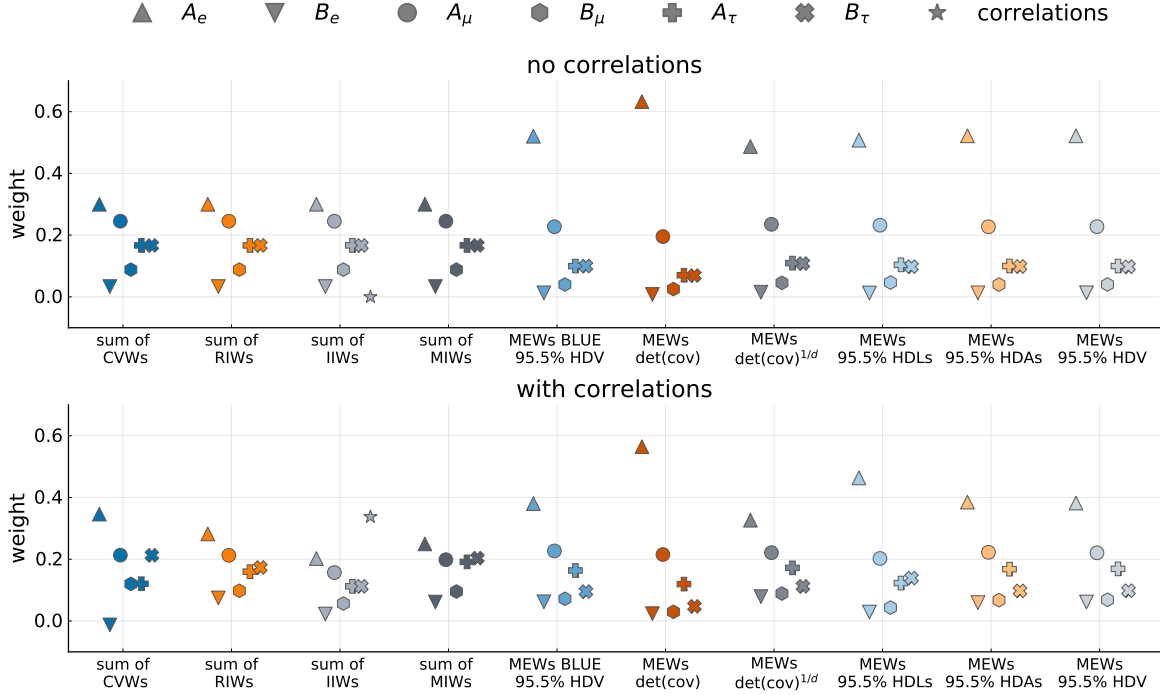 A_e B_e A_μ B_μ A_τ B_τ correlations
no correlations
weight
0.6
0.4
0.2
0.0
sum of CVWs
sum of RIWs
sum of IIWs
sum of MIWs
MEWs BLUE 95.5% HDV
MEWs det(cov)
MEWs det(cov)^{1/d}
MEWs 95.5% HDLs
MEWs 95.5% HDAs
MEWs 95.5% HDV
with correlations
weight
0.6
0.4
0.2
0.0
sum of CVWs
sum of RIWs
sum of IIWs
sum of MIWs
MEWs BLUE 95.5% HDV
MEWs det(cov)
MEWs det(cov)^{1/d}
MEWs 95.5% HDLs
MEWs 95.5% HDAs
MEWs 95.5% HDV